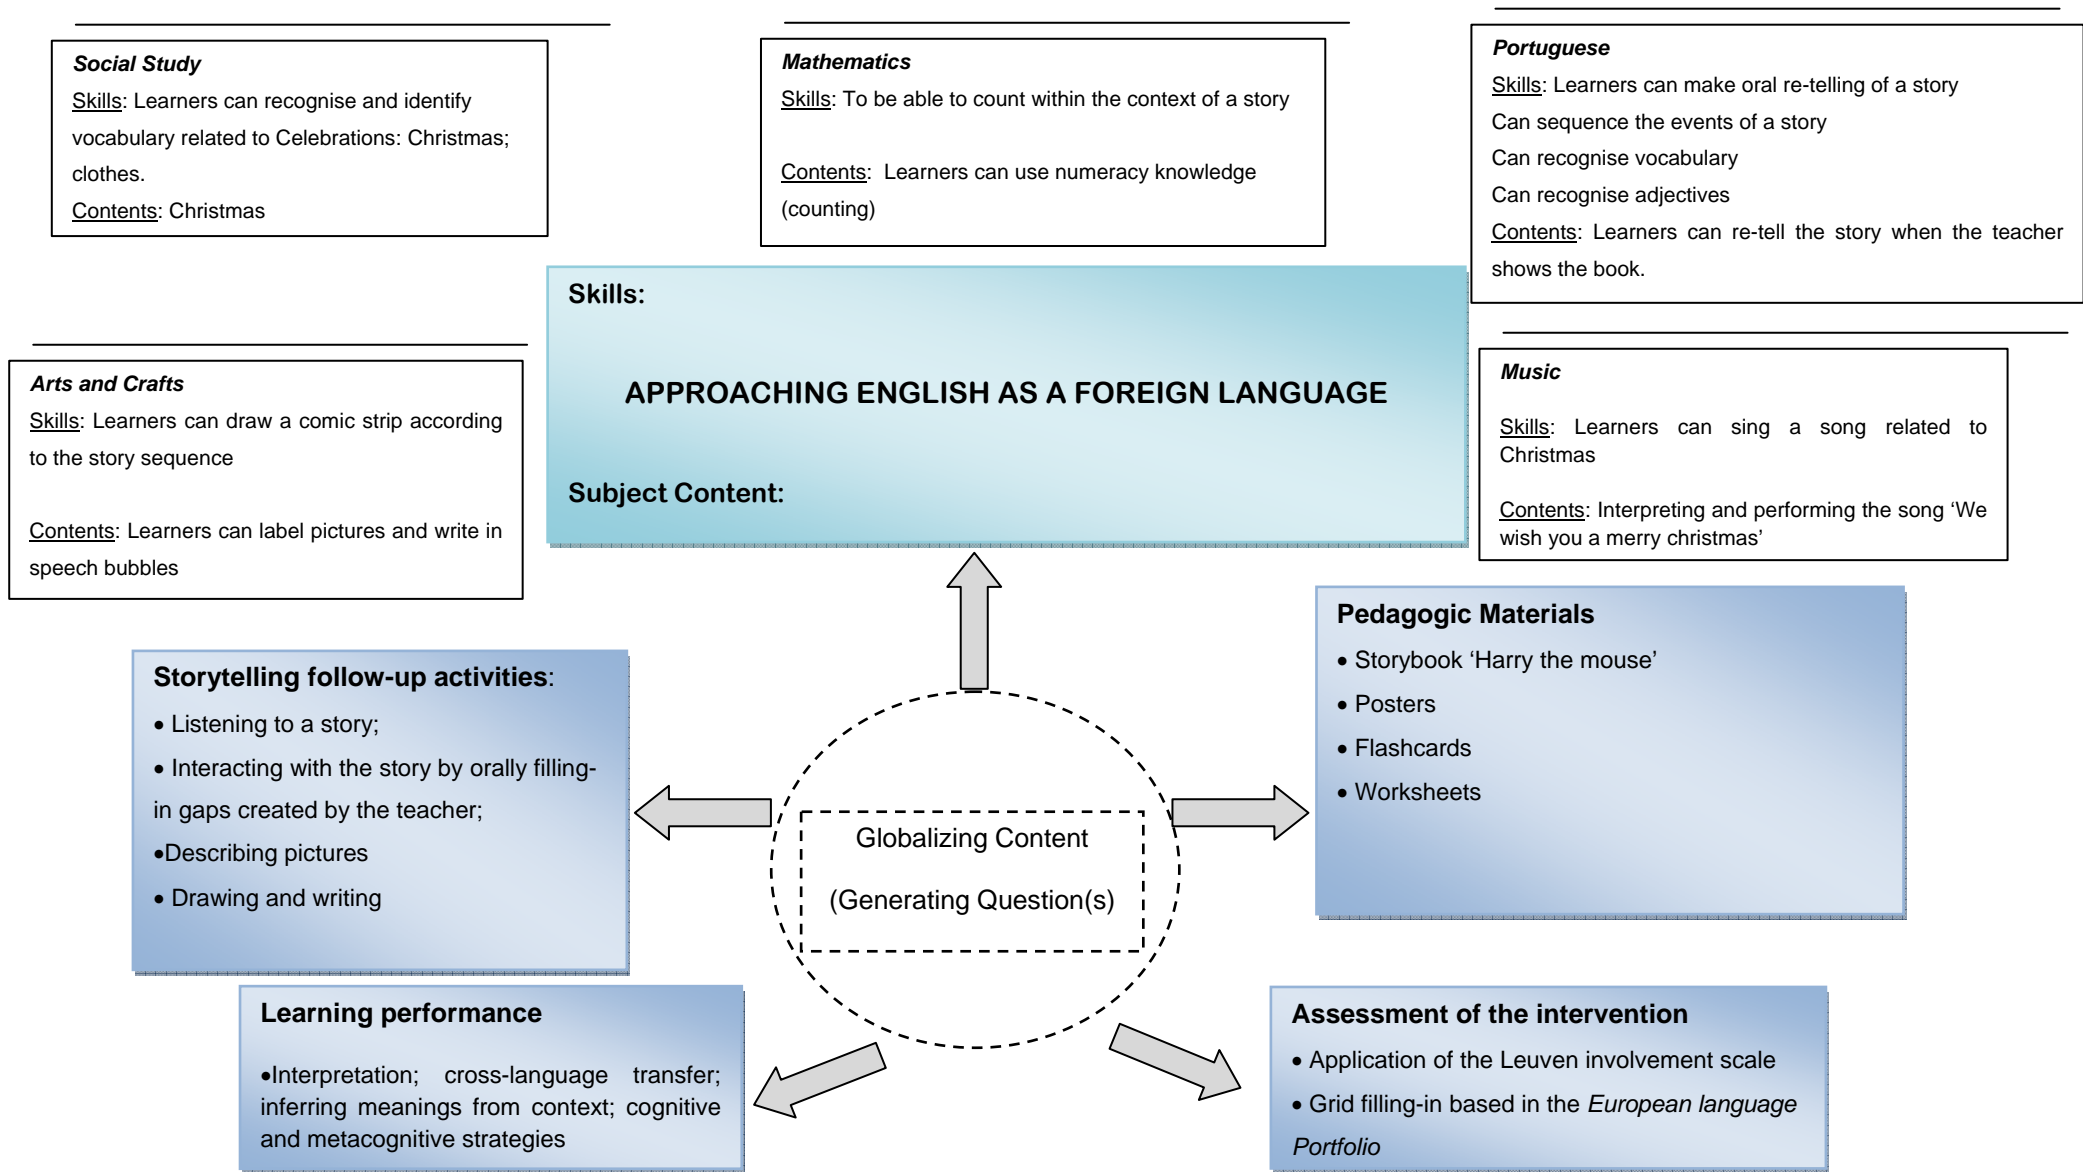 Social Study
Skills: Learners can recognise and identify
vocabulary related to Celebrations: Christmas;
clothes.
Contents: Christmas
Mathematics
Skills: To be able to count within the context of a story
Contents: Learners can use numeracy knowledge
(counting)
Portuguese
Skills: Learners can make oral re-telling of a story
Can sequence the events of a story
Can recognise vocabulary
Can recognise adjectives
Contents: Learners can re-tell the story when the teacher
shows the book.
Skills:
APPROACHING ENGLISH AS A FOREIGN LANGUAGE
Subject Content:
Arts and Crafts
Skills: Learners can draw a comic strip according
to the story sequence
Contents: Learners can label pictures and write in
speech bubbles
Music
Skills: Learners can sing a song related to
Christmas
Contents: Interpreting and performing the song ‘We
wish you a merry christmas’
Storytelling follow-up activities:
• Listening to a story;
• Interacting with the story by orally filling-
in gaps created by the teacher;
•Describing pictures
• Drawing and writing
Globalizing Content
(Generating Question(s)
Pedagogic Materials
• Storybook ‘Harry the mouse’
• Posters
• Flashcards
• Worksheets
Learning performance
•Interpretation; cross-language transfer;
inferring meanings from context; cognitive
and metacognitive strategies
Assessment of the intervention
• Application of the Leuven involvement scale
• Grid filling-in based in the European language
Portfolio